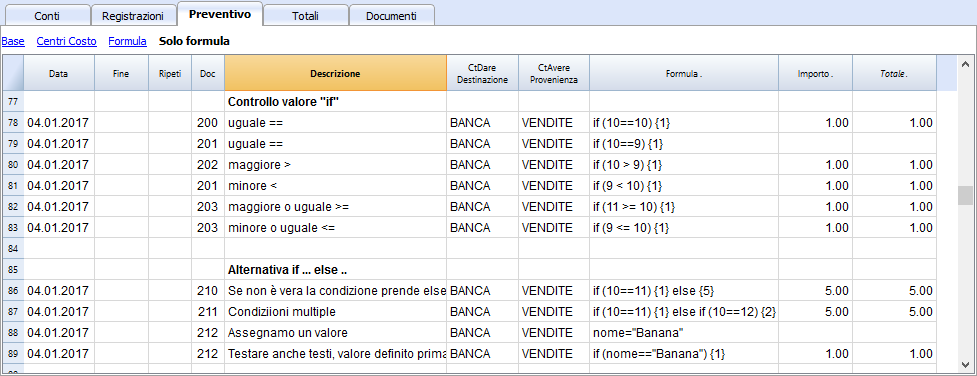 Conti Registrazioni Preventivo Totali Documenti
Base Centri Costo Formula Solo formula
Data Fine Ripeti Doc Descrizione CtDare Destinazione CtAvere Provenienza Formula . Importo . Totale .
77 Controllo valore "if"
78 04.01.2017 200 uguale == BANCA VENDITE if (10==10) {1} 1.00 1.00
79 04.01.2017 201 uguale == BANCA VENDITE if (10==9) {1}
80 04.01.2017 202 maggiore > BANCA VENDITE if (10 > 9) {1} 1.00 1.00
81 04.01.2017 201 minore < BANCA VENDITE if (9 < 10) {1} 1.00 1.00
82 04.01.2017 203 maggiore o uguale >= BANCA VENDITE if (11 >= 10) {1} 1.00 1.00
83 04.01.2017 203 minore o uguale <= BANCA VENDITE if (9 <= 10) {1} 1.00 1.00
84
85 Alternativa if ... else ..
86 04.01.2017 210 Se non è vera la condizione prende else BANCA VENDITE if (10==11) {1} else {5} 5.00 5.00
87 04.01.2017 211 Condiziioni multiple BANCA VENDITE if (10==11) {1} else if (10==12) {2} 5.00 5.00
88 04.01.2017 212 Assegnamo un valore BANCA VENDITE nome="Banana"
89 04.01.2017 212 Testare anche testi, valore definito prima BANCA VENDITE if (nome=="Banana") {1} 1.00 1.00